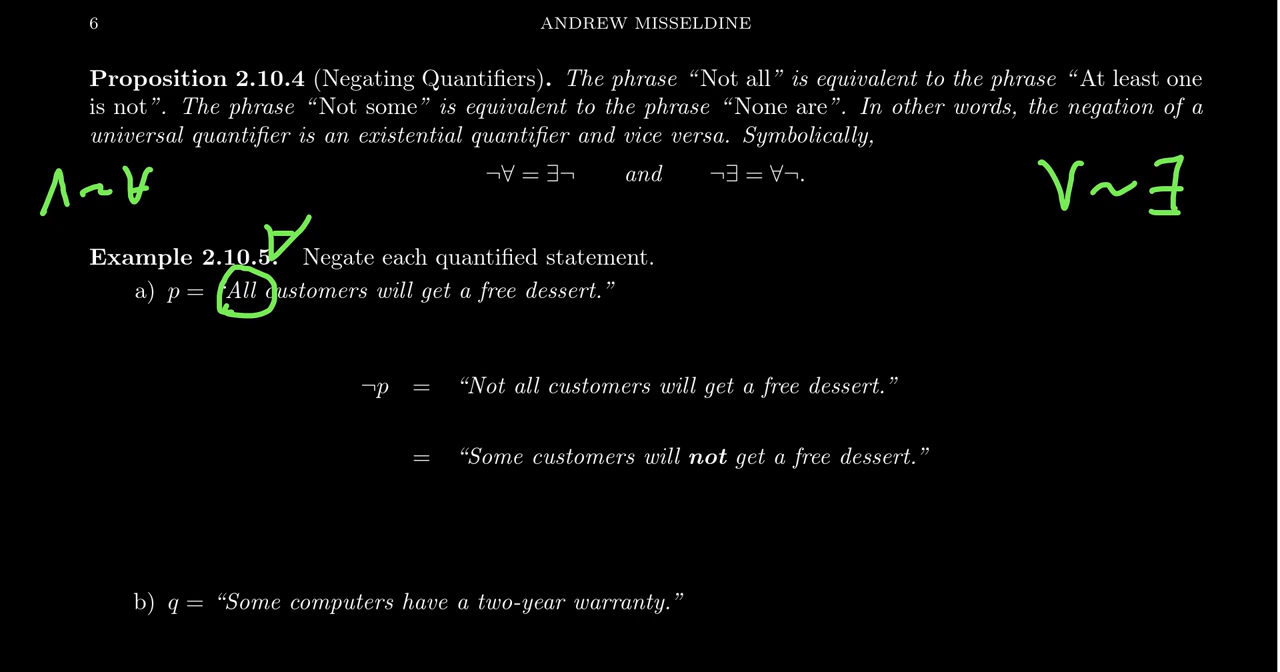 6 ANDREW MISSELDINE
Proposition 2.10.4 (Negating Quantifiers). The phrase “Not all” is equivalent to the phrase “At least one
is not”. The phrase “Not some” is equivalent to the phrase “None are”. In other words, the negation of a
universal quantifier is an existential quantifier and vice versa. Symbolically,
¬∀ = ∃¬ and ¬∃ = ∀¬.
∧ ~ ∀
∨ ~ ∃
∀
Example 2.10.5. Negate each quantified statement.
a) p = “All customers will get a free dessert.”
¬p = “Not all customers will get a free dessert.”
= “Some customers will not get a free dessert.”
b) q = “Some computers have a two-year warranty.”